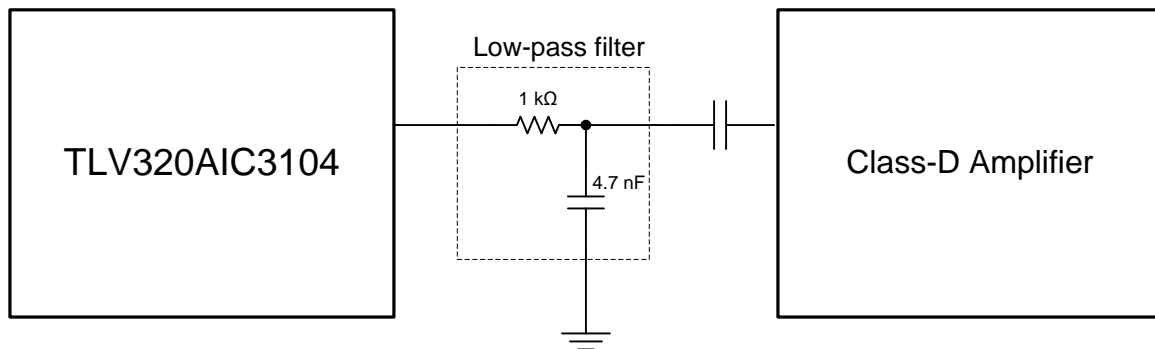 Low-pass filter
1 kΩ
TLV320AIC3104
4.7 nF
Class-D Amplifier